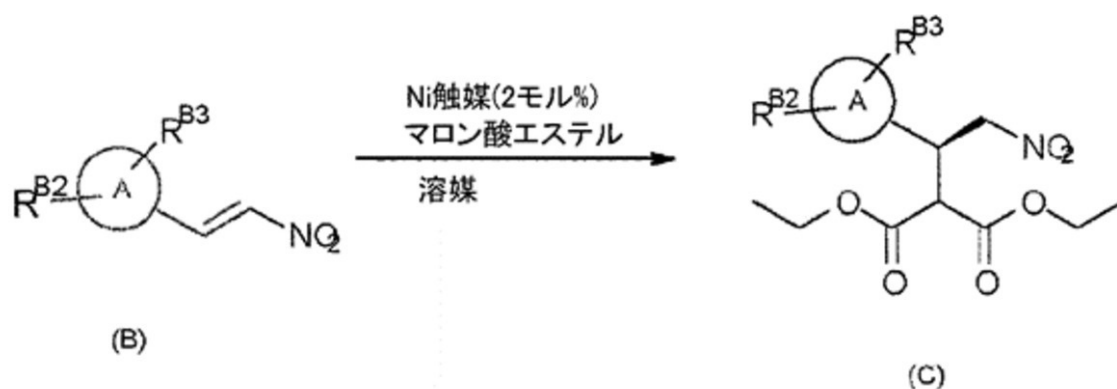 R^B2 A R^B3 NO2
(B)
Ni触媒(2モル%)
マロン酸エステル
溶媒
R^B3
R^B2 A
NO2
O O
O O
(C)